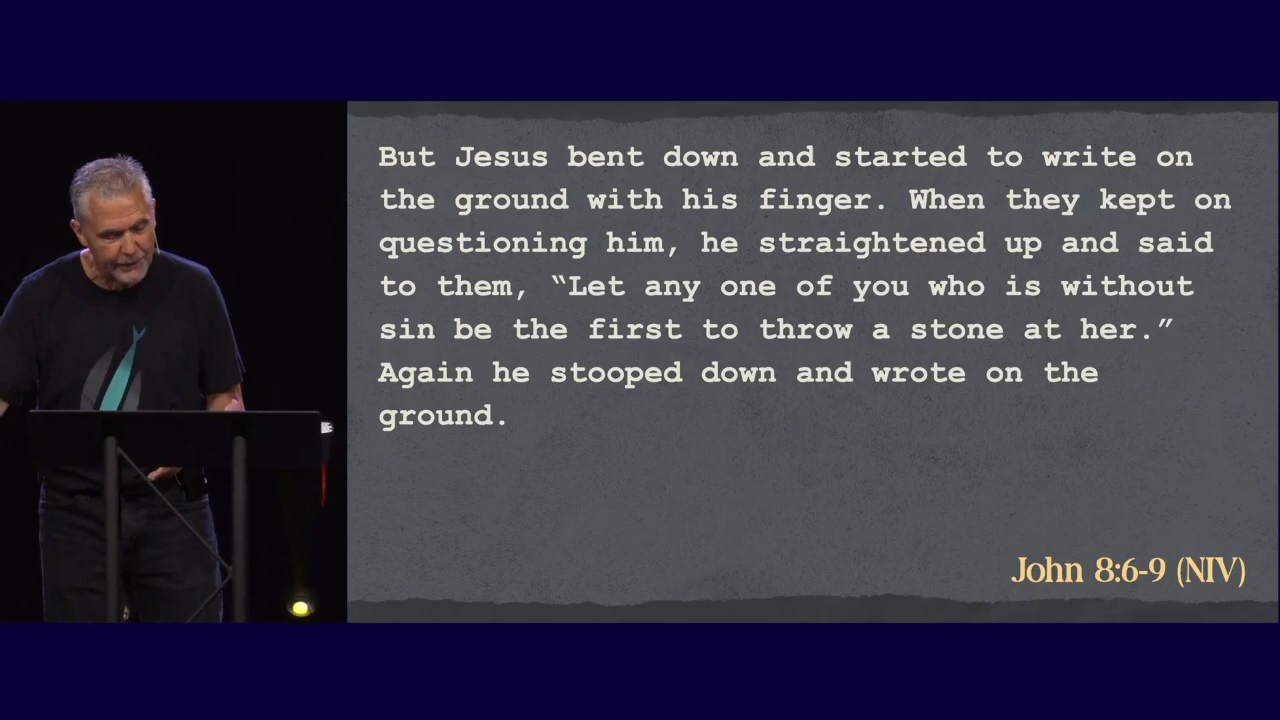 But Jesus bent down and started to write on
the ground with his finger. When they kept on
questioning him, he straightened up and said
to them, “Let any one of you who is without
sin be the first to throw a stone at her.”
Again he stooped down and wrote on the
ground.
John 8:6-9 (NIV)